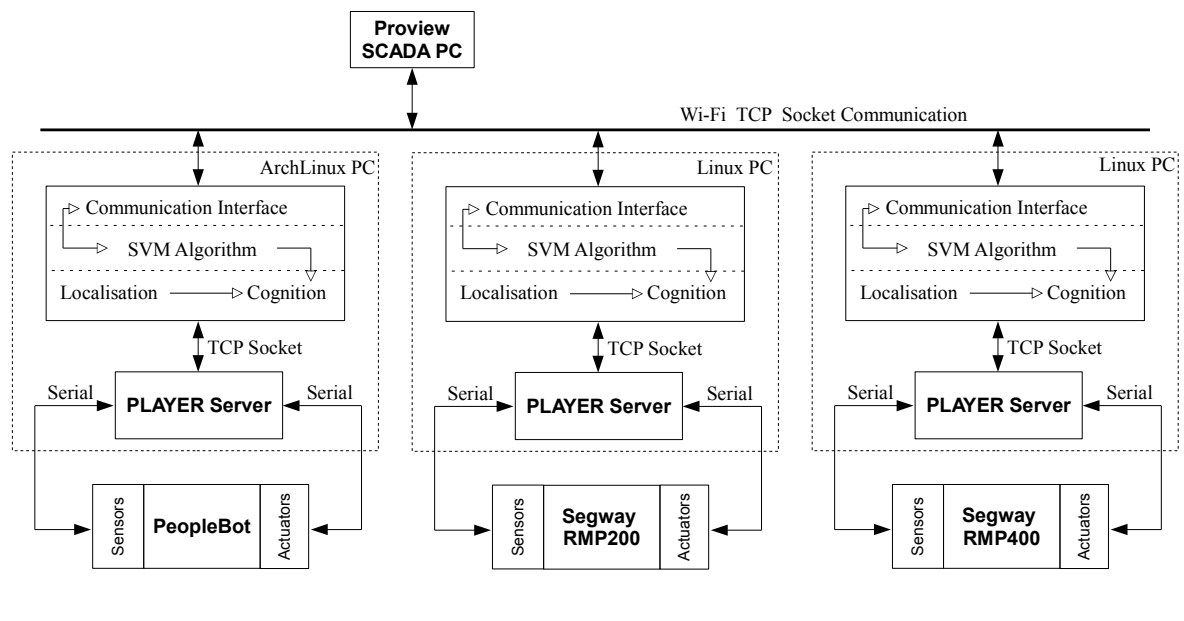 Proview
SCADA PC
Wi-Fi TCP Socket Communication
ArchLinux PC
Communication Interface
SVM Algorithm
Localisation
Cognition
TCP Socket
Serial
PLAYER Server
Serial
Sensors
PeopleBot
Actuators
Linux PC
Communication Interface
SVM Algorithm
Localisation
Cognition
TCP Socket
Serial
PLAYER Server
Serial
Sensors
Segway
RMP200
Actuators
Linux PC
Communication Interface
SVM Algorithm
Localisation
Cognition
TCP Socket
Serial
PLAYER Server
Serial
Sensors
Segway
RMP400
Actuators